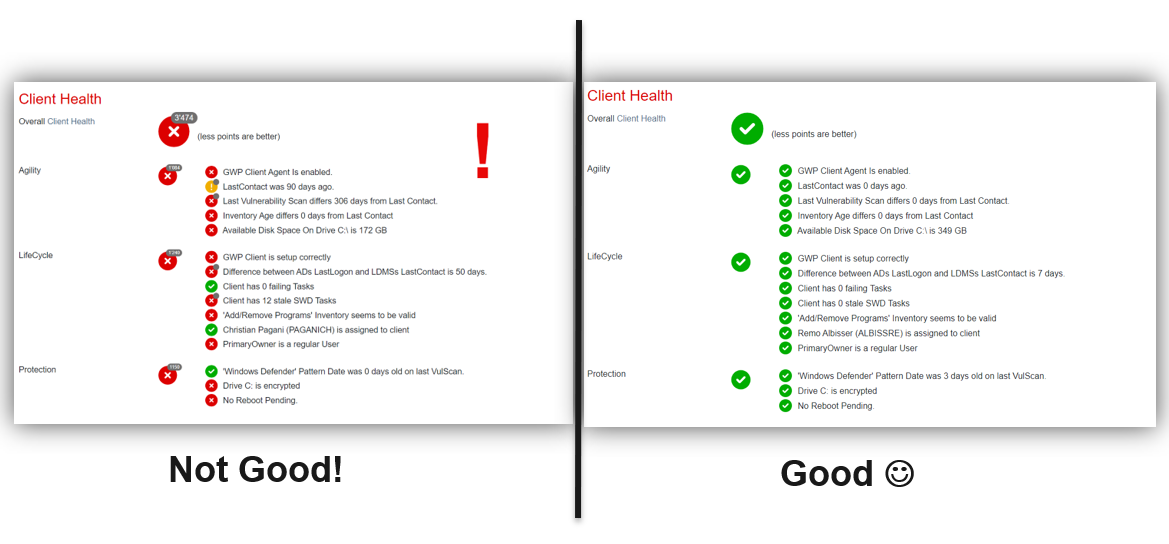 Client Health
Overall Client Health
3'474
(less points are better)
!
Agility
GWP Client Agent Is enabled.
LastContact was 90 days ago.
Last Vulnerability Scan differs 306 days from Last Contact.
Inventory Age differs 0 days from Last Contact
Available Disk Space On Drive C:\ is 172 GB
LifeCycle
GWP Client is setup correctly
Difference between ADs LastLogon and LDMSs LastContact is 50 days.
Client has 0 failing Tasks
Client has 12 stale SWD Tasks
'Add/Remove Programs' Inventory seems to be valid
Christian Pagani (PAGANICH) is assigned to client
PrimaryOwner is a regular User
Protection
'Windows Defender' Pattern Date was 0 days old on last VulScan.
Drive C: is encrypted
No Reboot Pending.
Not Good!
Client Health
Overall Client Health
(less points are better)
Agility
GWP Client Agent Is enabled.
LastContact was 0 days ago.
Last Vulnerability Scan differs 0 days from Last Contact.
Inventory Age differs 0 days from Last Contact
Available Disk Space On Drive C:\ is 349 GB
LifeCycle
GWP Client is setup correctly
Difference between ADs LastLogon and LDMSs LastContact is 7 days.
Client has 0 failing Tasks
Client has 0 stale SWD Tasks
'Add/Remove Programs' Inventory seems to be valid
Remo Albisser (ALBISSRE) is assigned to client
PrimaryOwner is a regular User
Protection
'Windows Defender' Pattern Date was 3 days old on last VulScan.
Drive C: is encrypted
No Reboot Pending.
Good ☺